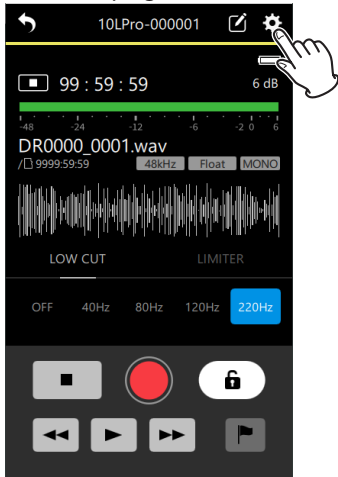 10LPro-000001
99 : 59 : 59 6 dB
-48 -24 -12 -6 -2 0 6
DR0000_0001.wav
/ 9999:59:59 48kHz Float MONO
LOW CUT LIMITER
OFF 40Hz 80Hz 120Hz 220Hz